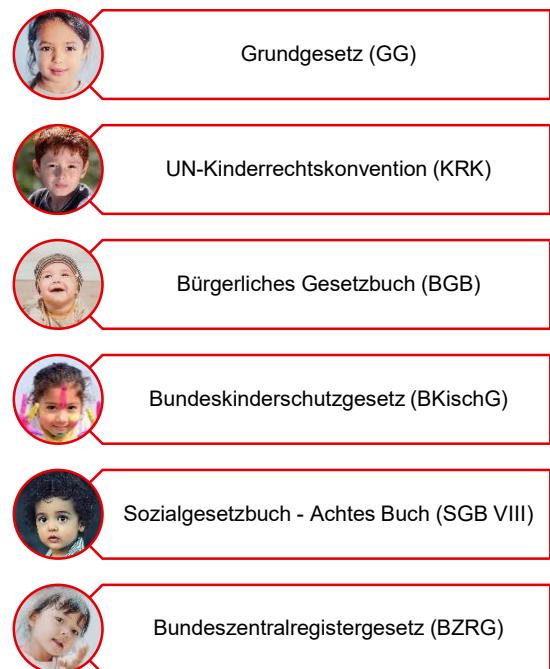 Grundgesetz (GG)
UN-Kinderrechtskonvention (KRK)
Bürgerliches Gesetzbuch (BGB)
Bundeskinderschutzgesetz (BKischG)
Sozialgesetzbuch - Achtes Buch (SGB VIII)
Bundeszentralregistergesetz (BZRG)